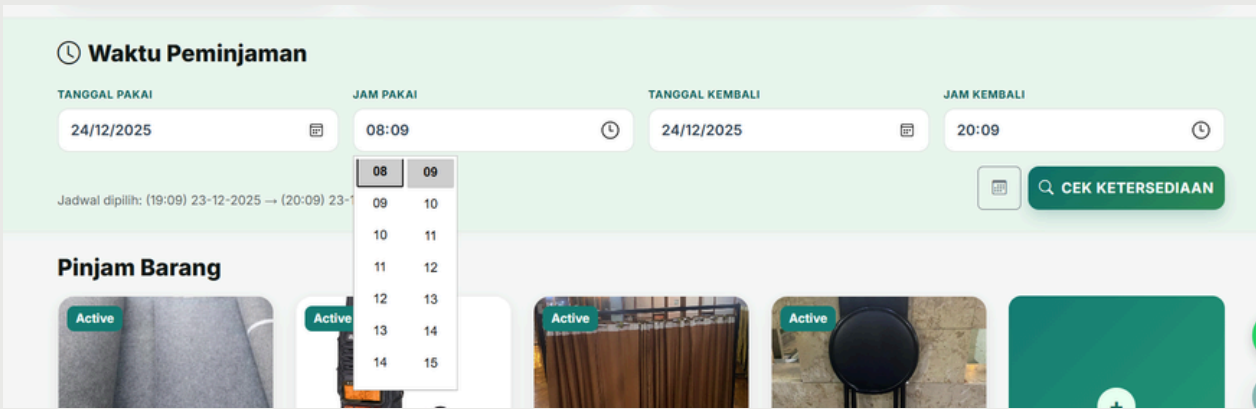 Waktu Peminjaman
TANGGAL PAKAI JAM PAKAI TANGGAL KEMBALI JAM KEMBALI
24/12/2025 08:09 24/12/2025 20:09
08 09
09 10
10 11
11 12
12 13
13 14
14 15
Jadwal dipilih: (19:09) 23-12-2025 → (20:09) 23-
CEK KETERSEDIAAN
Pinjam Barang
Active Active Active Active
+